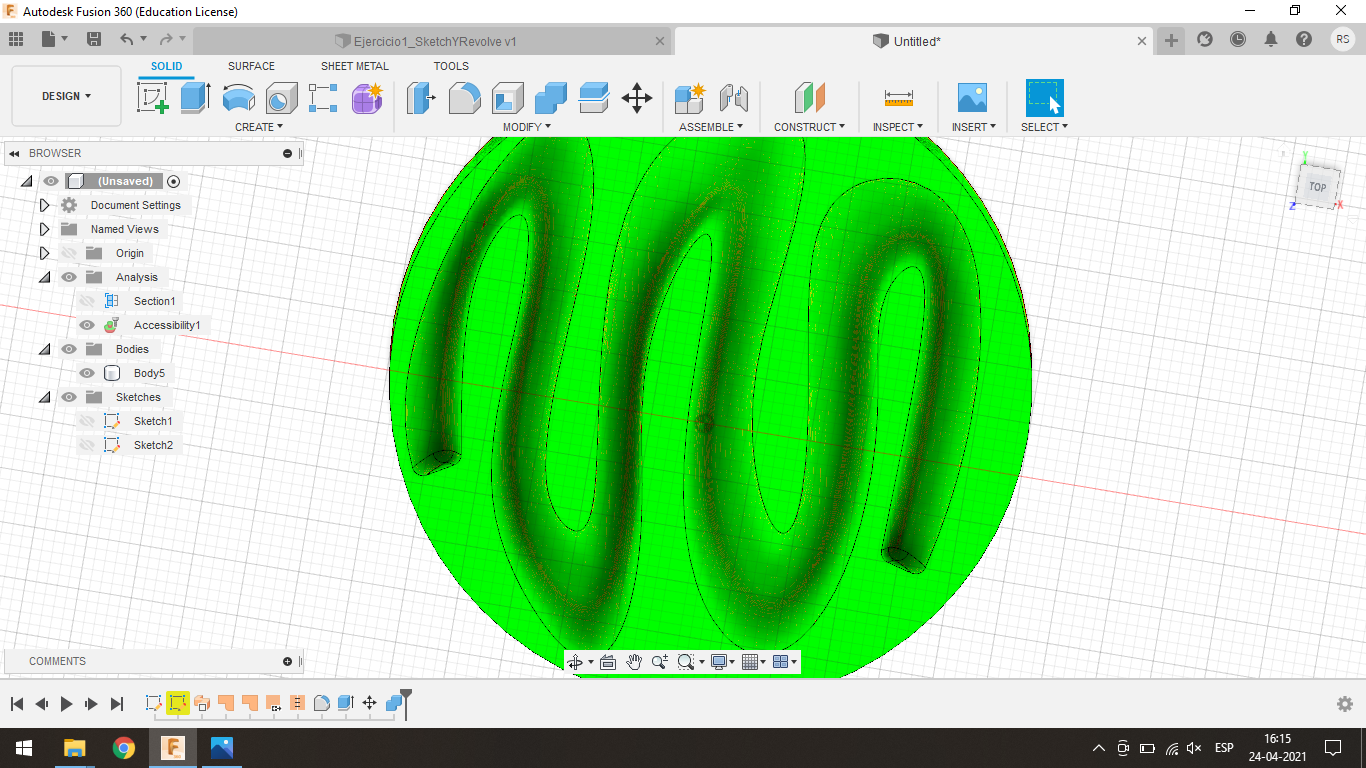 Autodesk Fusion 360 (Education License)
Ejercicio1_SketchYRevolve v1
Untitled*
RS
DESIGN
SOLID
SURFACE
SHEET METAL
TOOLS
CREATE
MODIFY
ASSEMBLE
CONSTRUCT
INSPECT
INSERT
SELECT
BROWSER
(Unsaved)
Document Settings
Named Views
Origin
Analysis
Section1
Accessibility1
Bodies
Body5
Sketches
Sketch1
Sketch2
Y
TOP
Z
X
COMMENTS
ESP
16:15
24-04-2021